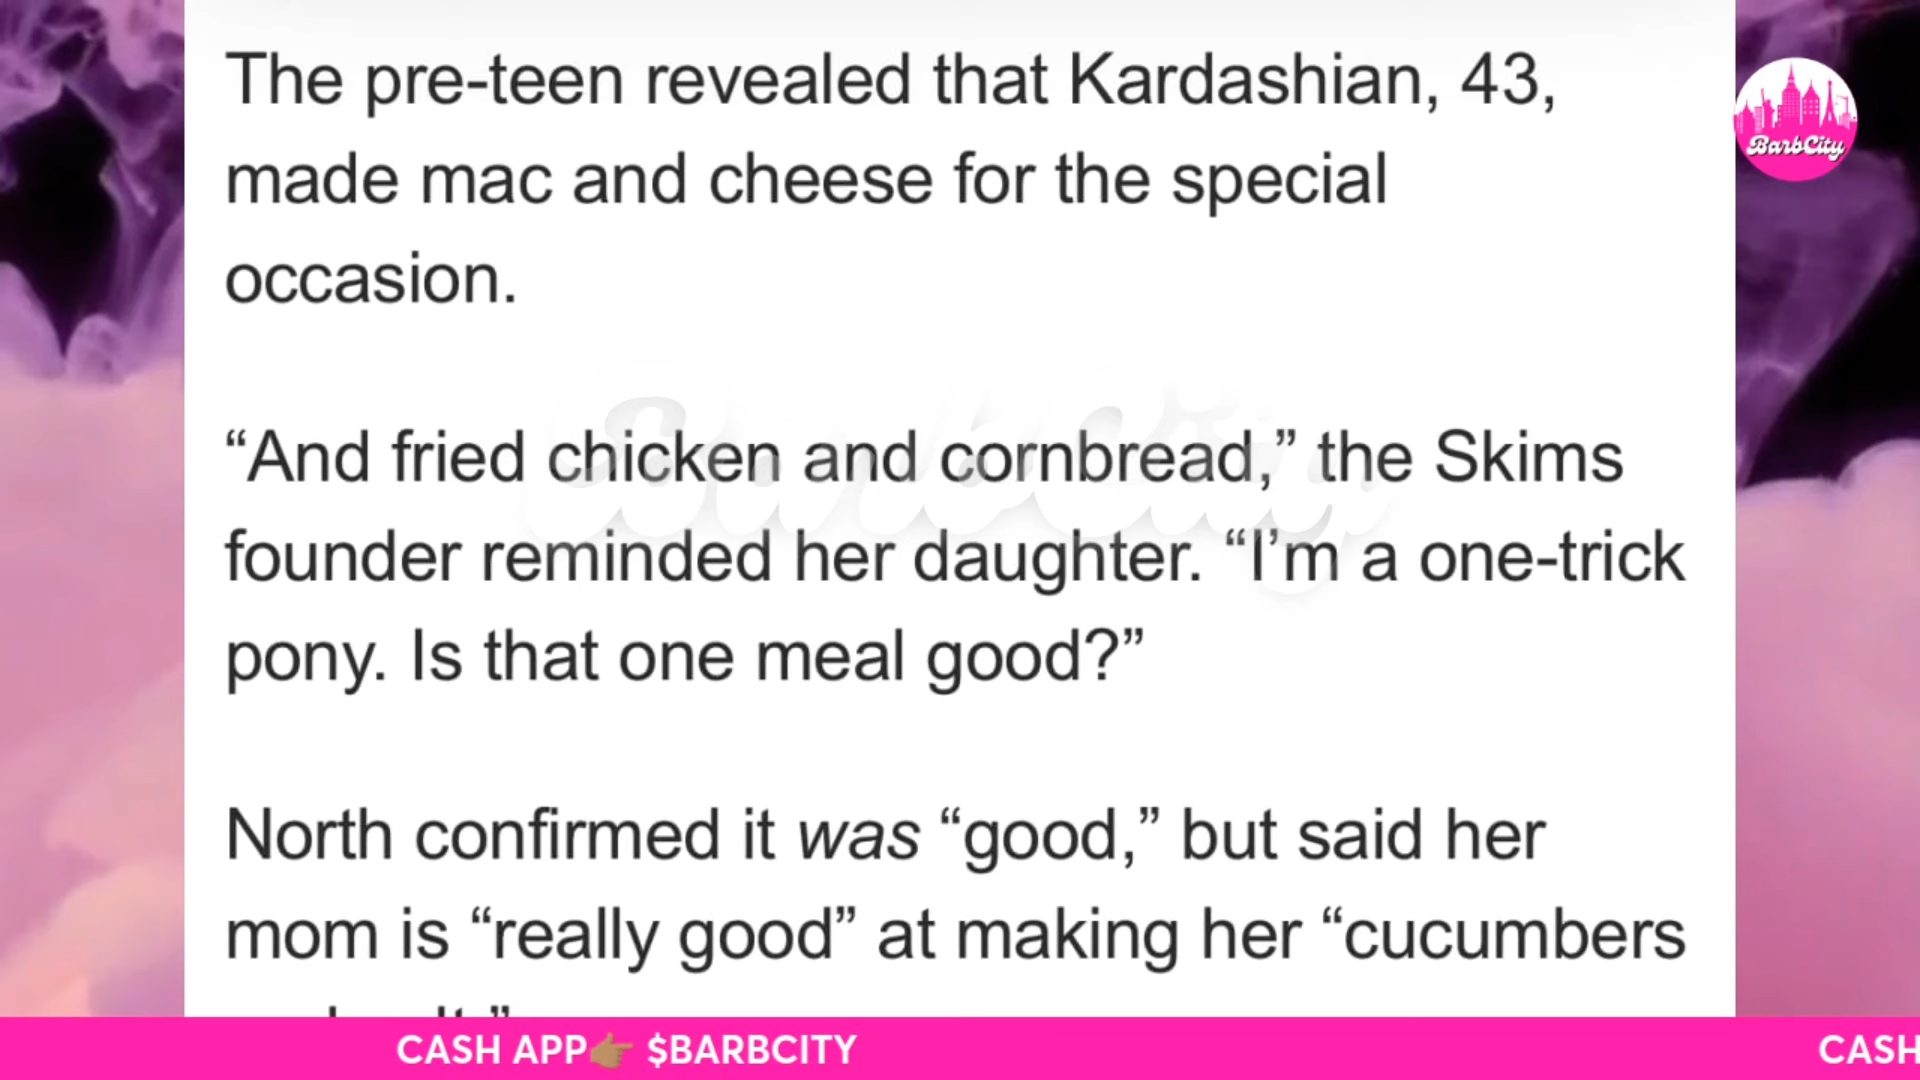 The pre-teen revealed that Kardashian, 43,
made mac and cheese for the special
occasion.
“And fried chicken and cornbread,” the Skims
founder reminded her daughter. “I’m a one-trick
pony. Is that one meal good?”
North confirmed it was “good,” but said her
mom is “really good” at making her “cucumbers
BarbCity
BarbCity
CASH APP👉🏽 $BARBCITY
CASH